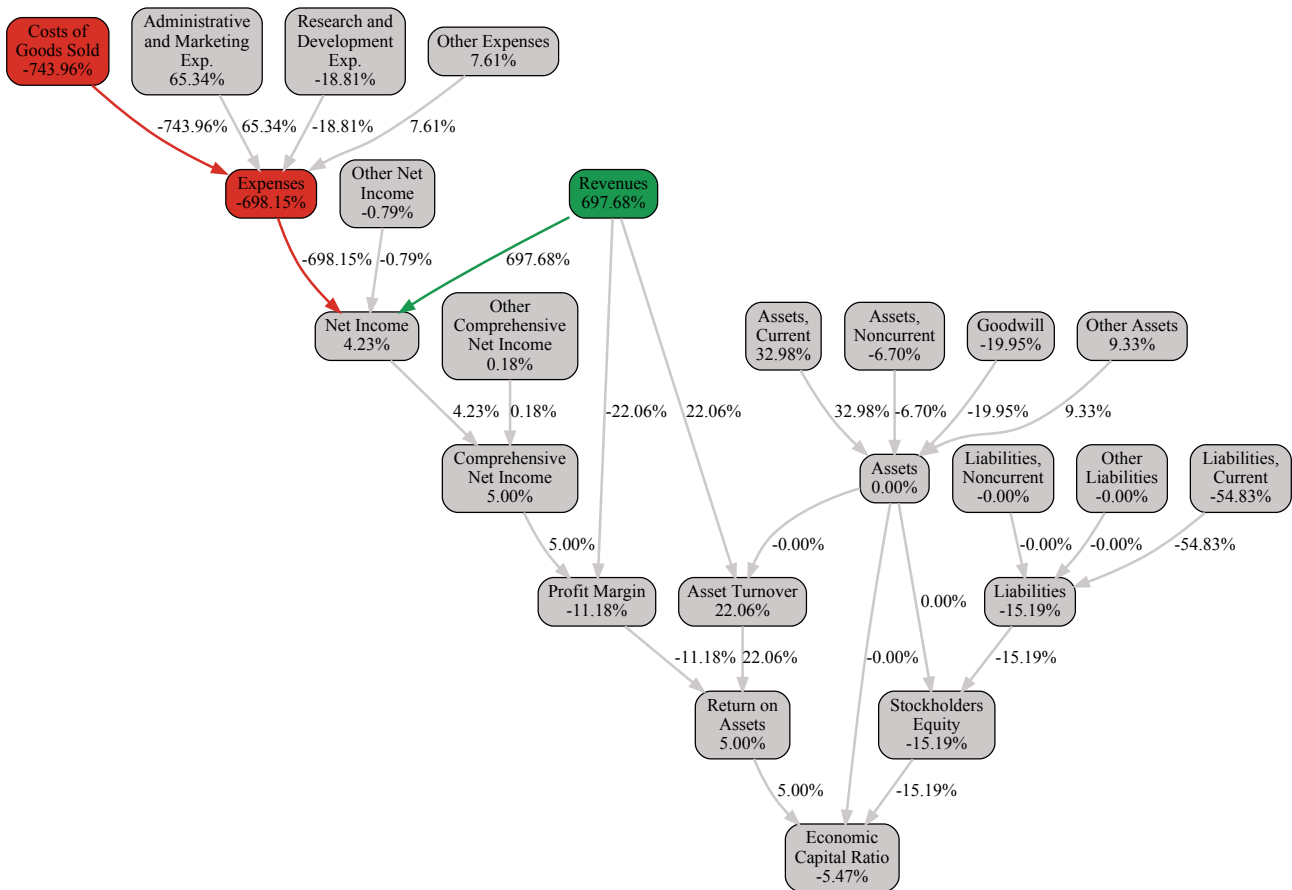 Costs of
Goods Sold
-743.96%
Administrative
and Marketing
Exp.
65.34%
Research and
Development
Exp.
-18.81%
Other Expenses
7.61%
-743.96%
65.34%
-18.81%
7.61%
Expenses
-698.15%
Other Net
Income
-0.79%
Revenues
697.68%
-698.15%
-0.79%
697.68%
Net Income
4.23%
Other
Comprehensive
Net Income
0.18%
Assets,
Current
32.98%
Assets,
Noncurrent
-6.70%
Goodwill
-19.95%
Other Assets
9.33%
4.23%
0.18%
-22.06%
22.06%
32.98%
-6.70%
-19.95%
9.33%
Comprehensive
Net Income
5.00%
Assets
0.00%
Liabilities,
Noncurrent
-0.00%
Other
Liabilities
-0.00%
Liabilities,
Current
-54.83%
5.00%
-0.00%
-0.00%
-0.00%
-54.83%
Profit Margin
-11.18%
Asset Turnover
22.06%
0.00%
Liabilities
-15.19%
-11.18%
22.06%
-0.00%
-15.19%
Return on
Assets
5.00%
Stockholders
Equity
-15.19%
5.00%
-15.19%
Economic
Capital Ratio
-5.47%